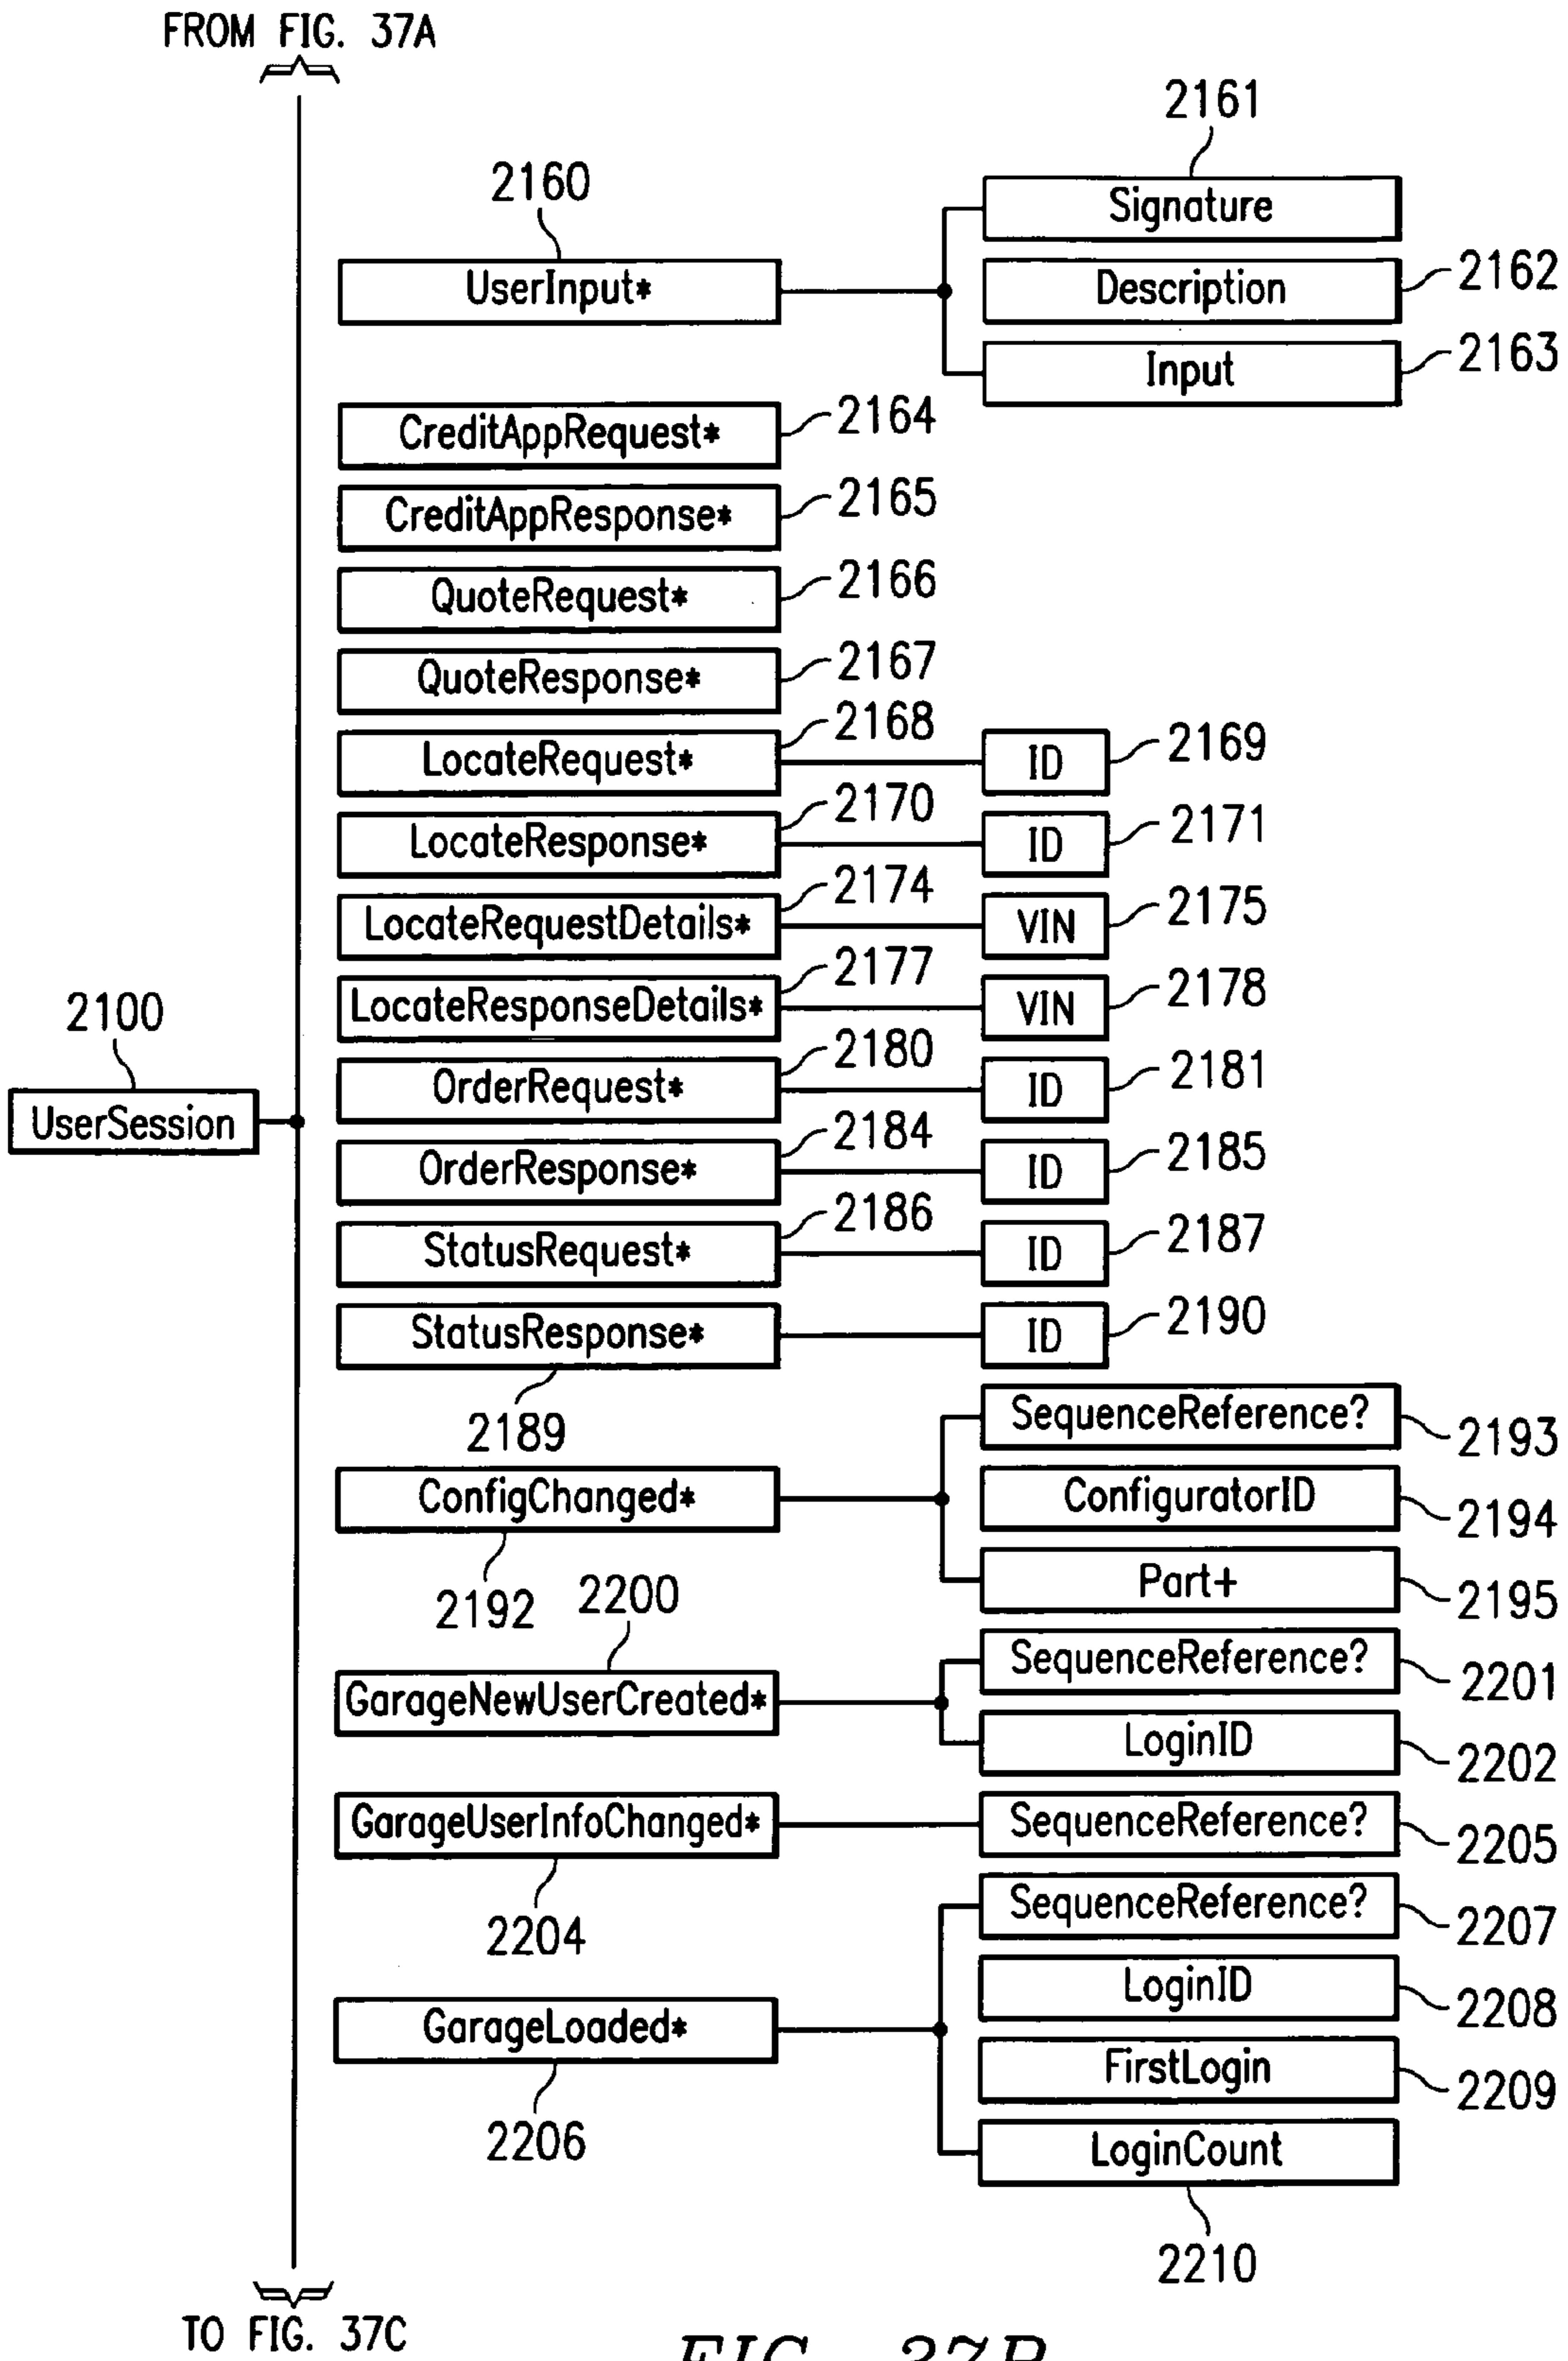 FROM FIG. 37A
2161
2160
Signature
UserInput*
Description
2162
Input
2163
CreditAppRequest*
2164
CreditAppResponse*
2165
QuoteRequest*
2166
QuoteResponse*
2167
LocateRequest*
2168
ID
2169
LocateResponse*
2170
ID
2171
LocateRequestDetails*
2174
VIN
2175
LocateResponseDetails*
2177
VIN
2178
2100
UserSession
OrderRequest*
2180
ID
2181
OrderResponse*
2184
ID
2185
StatusRequest*
2186
ID
2187
StatusResponse*
2189
ID
2190
SequenceReference?
2193
ConfigChanged*
2192
ConfiguratorID
2194
Part+
2195
2200
GarageNewUserCreated*
SequenceReference?
2201
LoginID
2202
GarageUserInfoChanged*
2204
SequenceReference?
2205
SequenceReference?
2207
LoginID
2208
GarageLoaded*
2206
FirstLogin
2209
LoginCount
2210
TO FIG. 37C
FIG. 37B